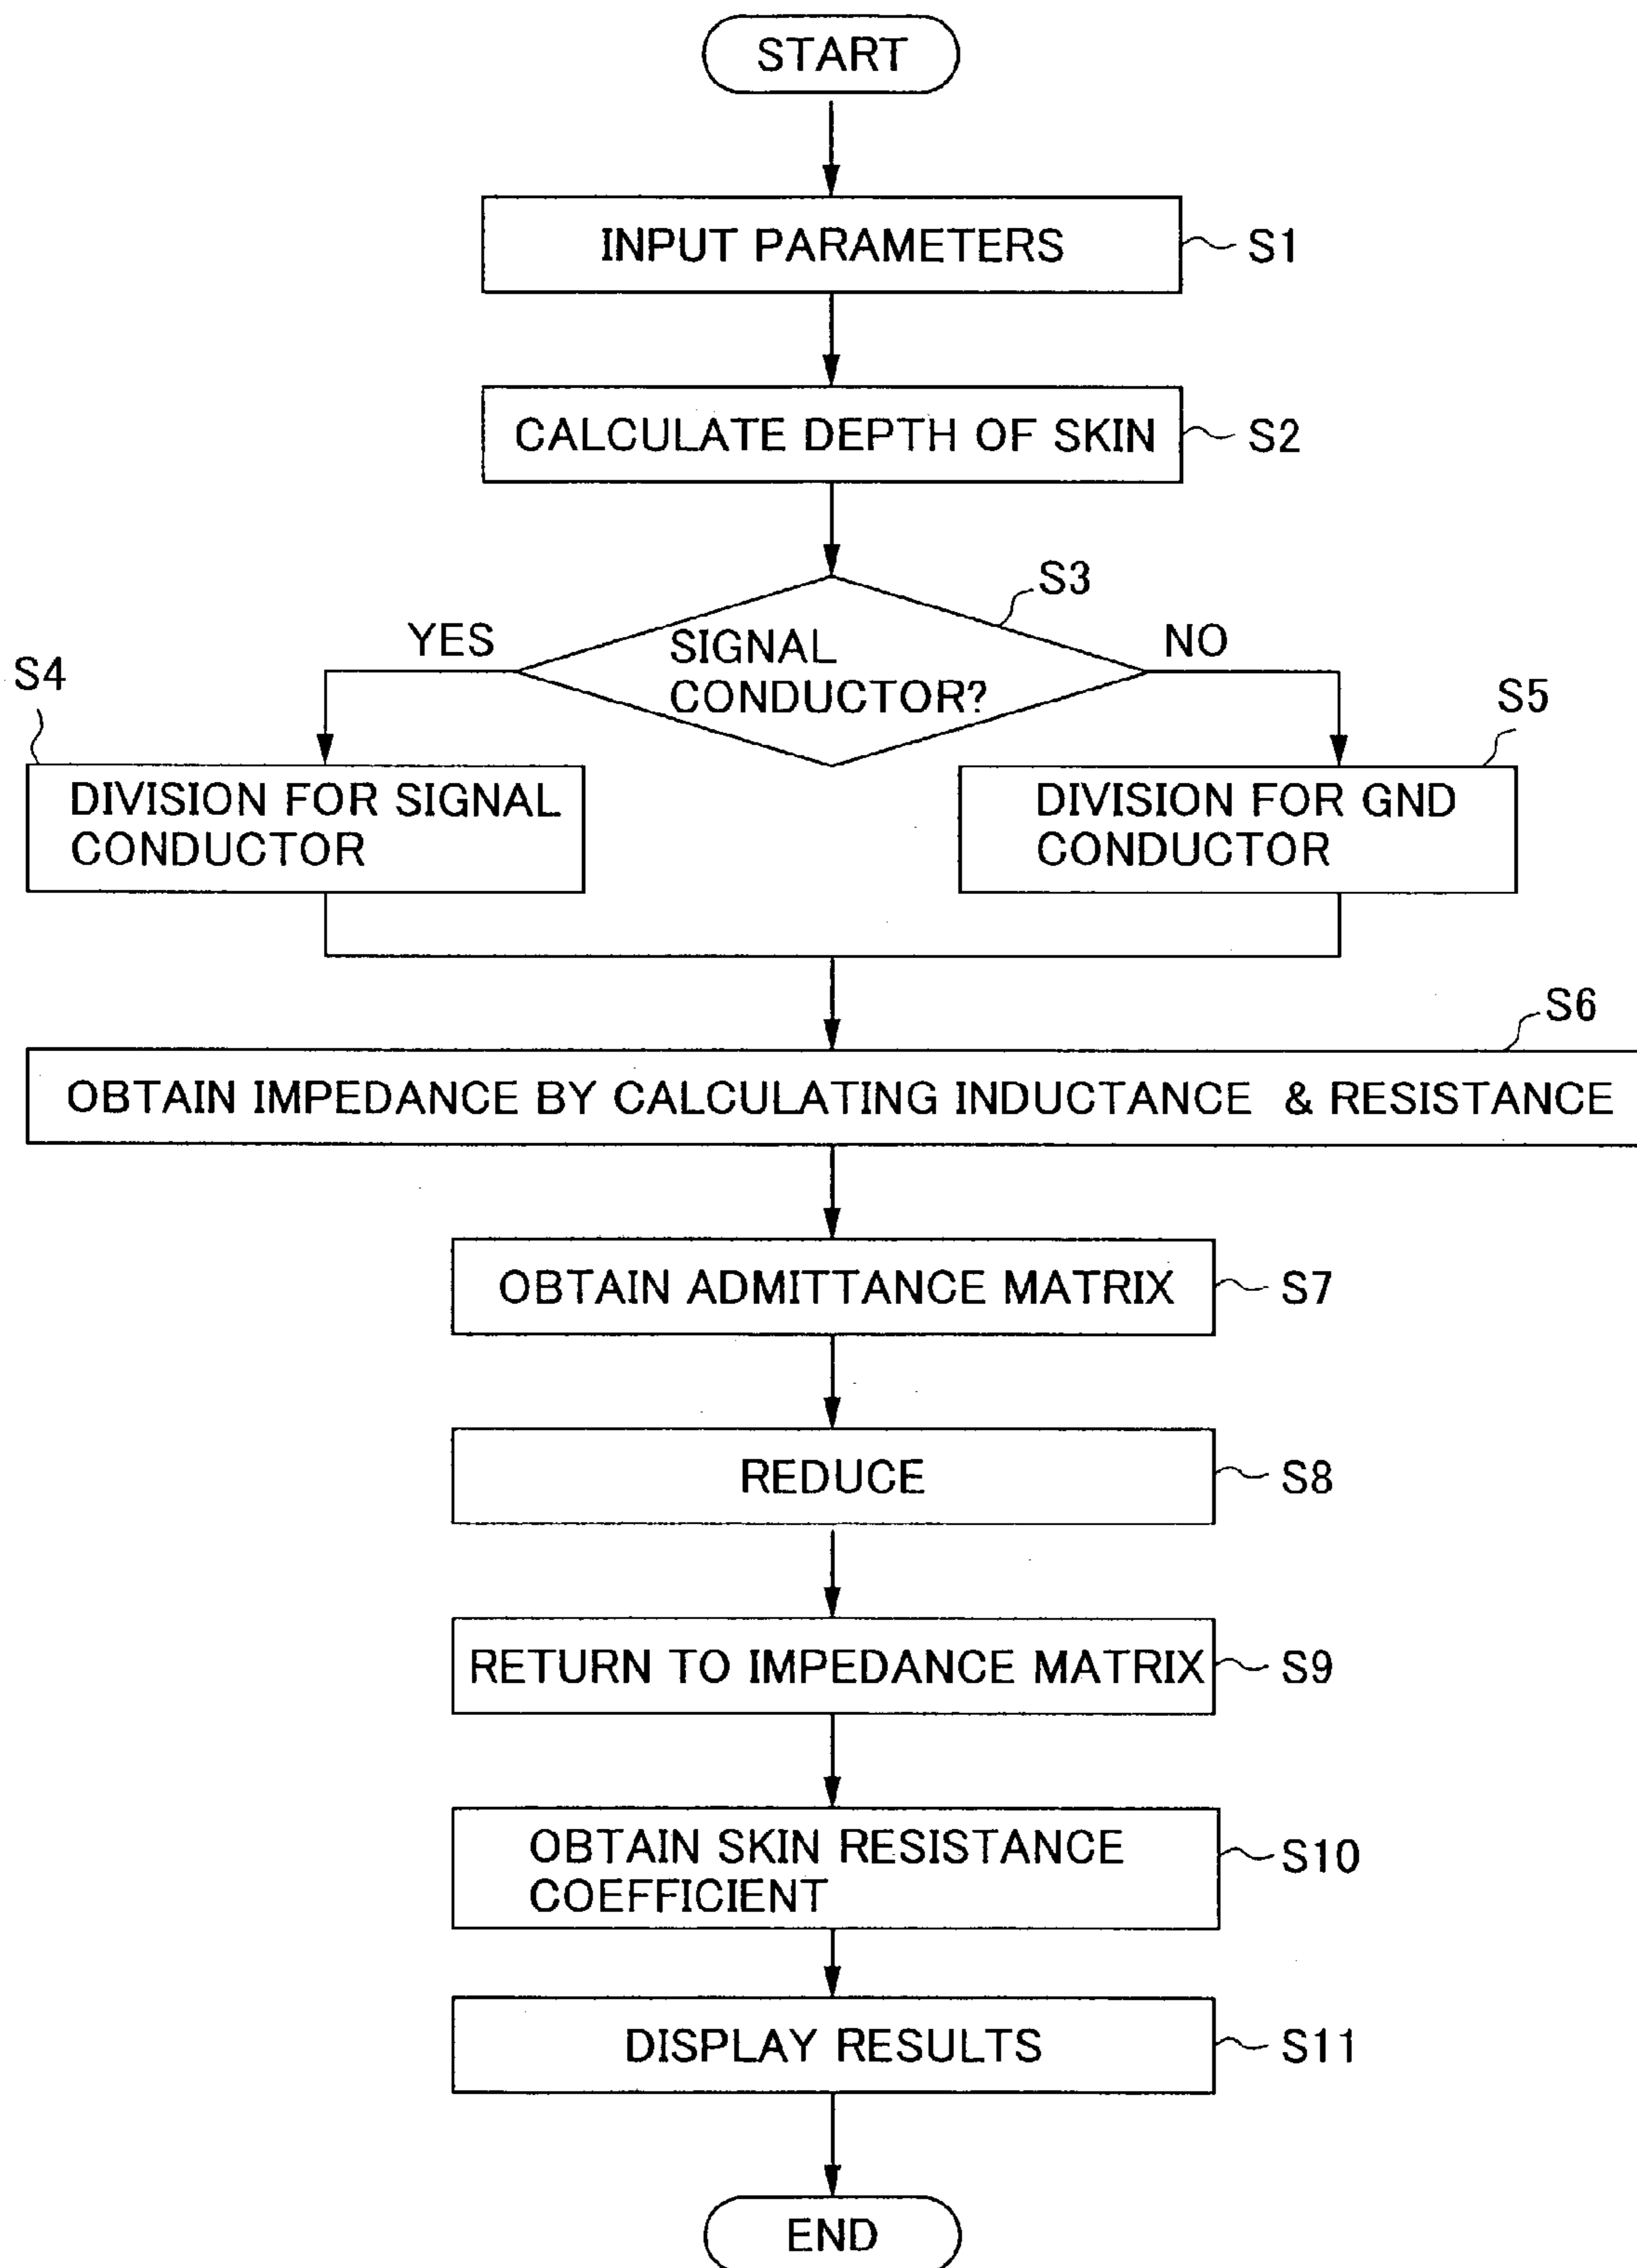 START
INPUT PARAMETERS
S1
CALCULATE DEPTH OF SKIN
S2
S3
SIGNAL
CONDUCTOR?
YES
NO
S4
DIVISION FOR SIGNAL
CONDUCTOR
S5
DIVISION FOR GND
CONDUCTOR
S6
OBTAIN IMPEDANCE BY CALCULATING INDUCTANCE & RESISTANCE
OBTAIN ADMITTANCE MATRIX
S7
REDUCE
S8
RETURN TO IMPEDANCE MATRIX
S9
OBTAIN SKIN RESISTANCE
COEFFICIENT
S10
DISPLAY RESULTS
S11
END